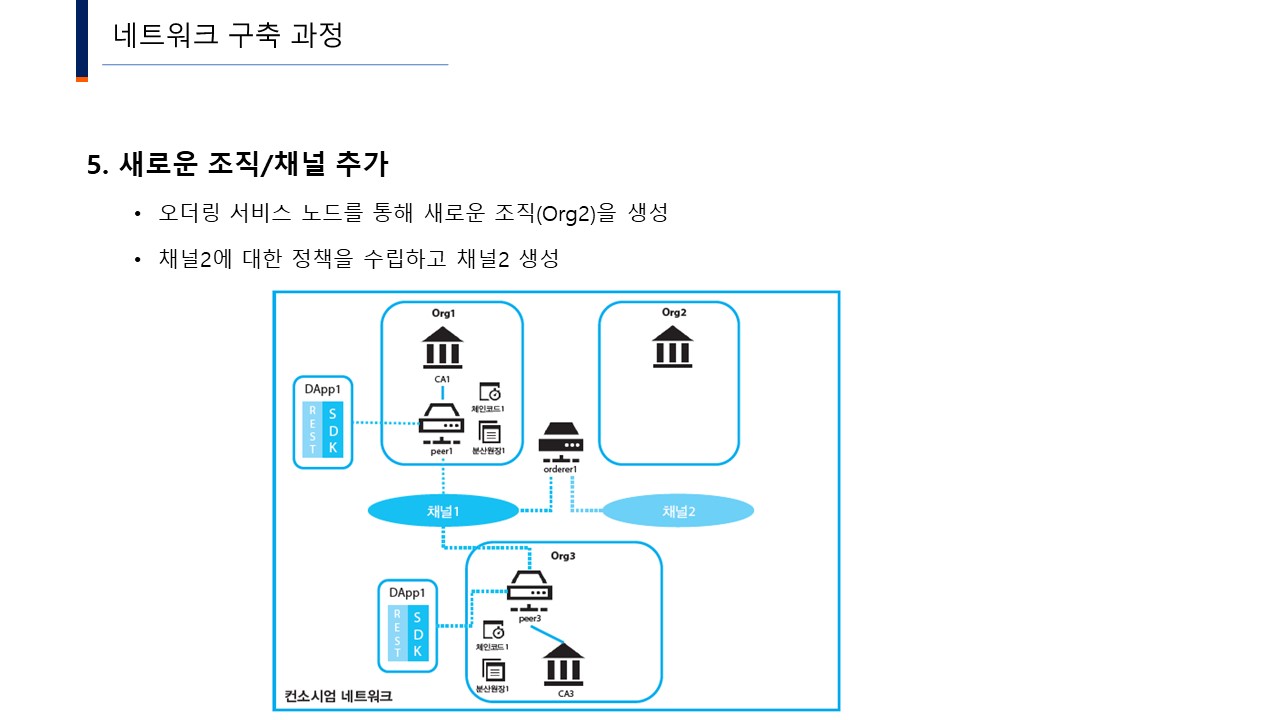 네트워크 구축 과정
5. 새로운 조직/채널 추가
• 오더링 서비스 노드를 통해 새로운 조직(Org2)을 생성
• 채널2에 대한 정책을 수립하고 채널2 생성
Org1
Org2
CA1
DApp1
REST
SDK
체인코드1
peer1
분산원장1
orderer1
채널1
채널2
Org3
DApp1
REST
SDK
peer3
체인코드1
분산원장1
CA3
컨소시엄 네트워크